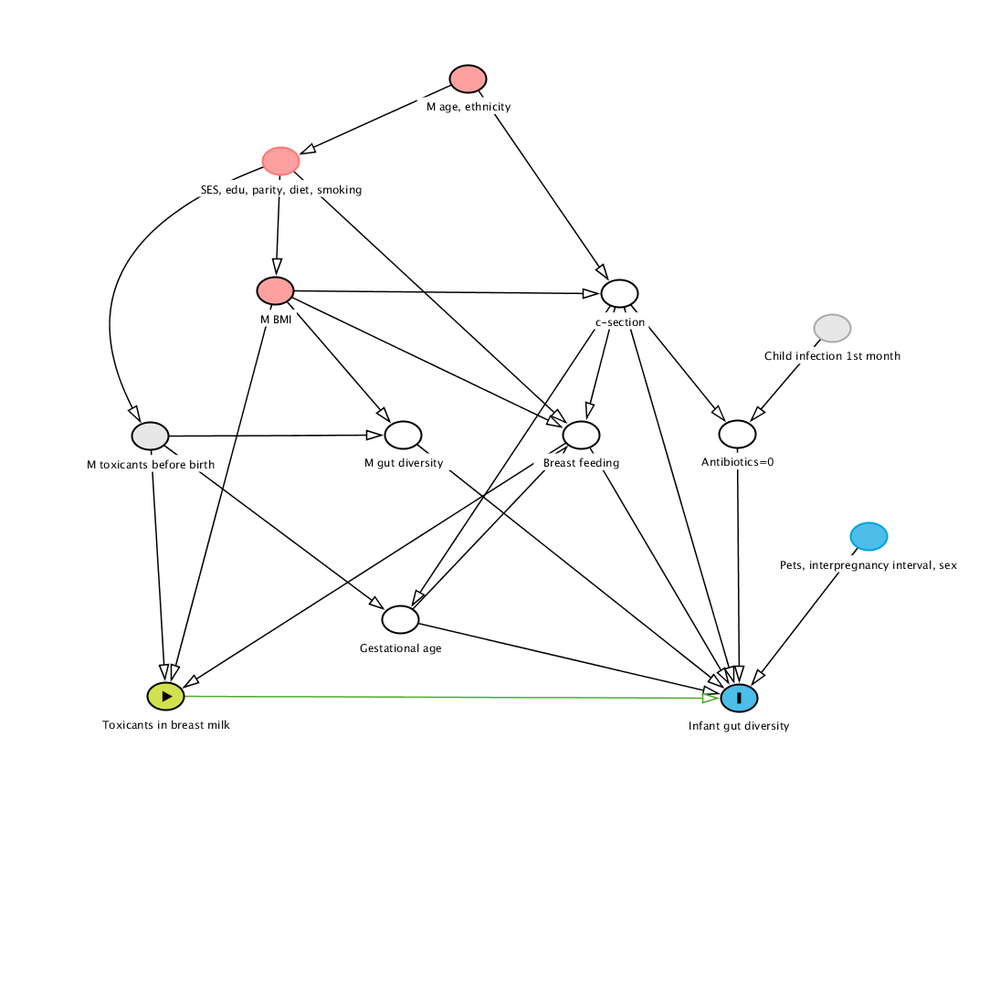 M age, ethnicity
SES, edu, parity, diet, smoking
M BMI
c-section
Child infection 1st month
M toxicants before birth
M gut diversity
Breast feeding
Antibiotics=0
Pets, interpregnancy interval, sex
Gestational age
Toxicants in breast milk
Infant gut diversity